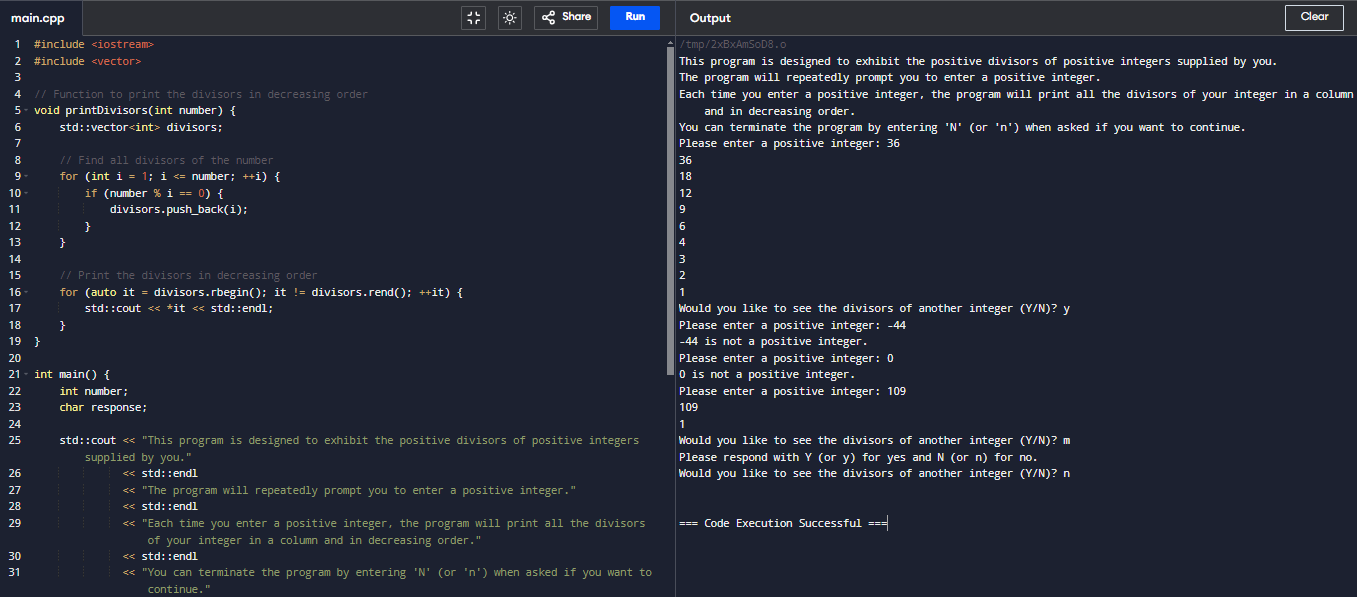 main.cpp
Share
Run
Output
Clear
1 #include <iostream>
2 #include <vector>
3
4 // Function to print the divisors in decreasing order
5 void printDivisors(int number) {
6 std::vector<int> divisors;
7
8 // Find all divisors of the number
9 for (int i = 1; i <= number; ++i) {
10 if (number % i == 0) {
11 divisors.push_back(i);
12 }
13 }
14
15 // Print the divisors in decreasing order
16 for (auto it = divisors.rbegin(); it != divisors.rend(); ++it) {
17 std::cout << *it << std::endl;
18 }
19 }
20
21 int main() {
22 int number;
23 char response;
24
25 std::cout << "This program is designed to exhibit the positive divisors of positive integers
supplied by you."
26 << std::endl
27 << "The program will repeatedly prompt you to enter a positive integer."
28 << std::endl
29 << "Each time you enter a positive integer, the program will print all the divisors
of your integer in a column and in decreasing order."
30 << std::endl
31 << "You can terminate the program by entering 'N' (or 'n') when asked if you want to
continue."
/tmp/2xBxAmSoD8.o
This program is designed to exhibit the positive divisors of positive integers supplied by you.
The program will repeatedly prompt you to enter a positive integer.
Each time you enter a positive integer, the program will print all the divisors of your integer in a column
and in decreasing order.
You can terminate the program by entering 'N' (or 'n') when asked if you want to continue.
Please enter a positive integer: 36
36
18
12
9
6
4
3
2
1
Would you like to see the divisors of another integer (Y/N)? y
Please enter a positive integer: -44
-44 is not a positive integer.
Please enter a positive integer: 0
0 is not a positive integer.
Please enter a positive integer: 109
109
1
Would you like to see the divisors of another integer (Y/N)? m
Please respond with Y (or y) for yes and N (or n) for no.
Would you like to see the divisors of another integer (Y/N)? n
=== Code Execution Successful ===